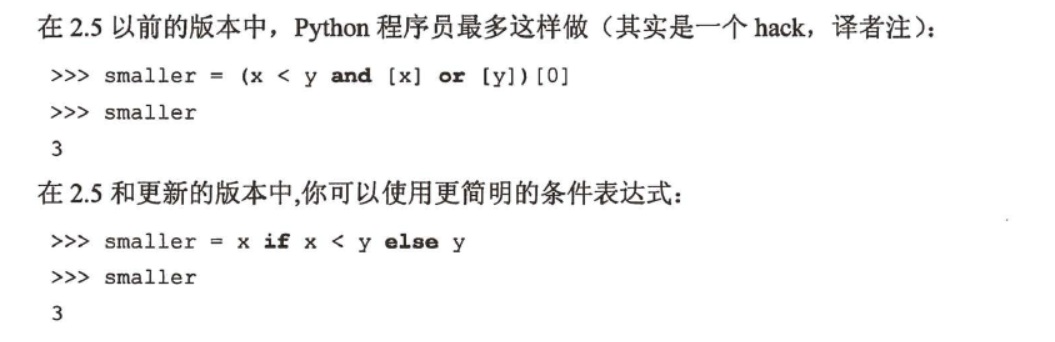 在 2.5 以前的版本中，Python 程序员最多这样做（其实是一个 hack，译者注）：
>>> smaller = (x < y and [x] or [y])[0]
>>> smaller
3
在 2.5 和更新的版本中,你可以使用更简明的条件表达式：
>>> smaller = x if x < y else y
>>> smaller
3